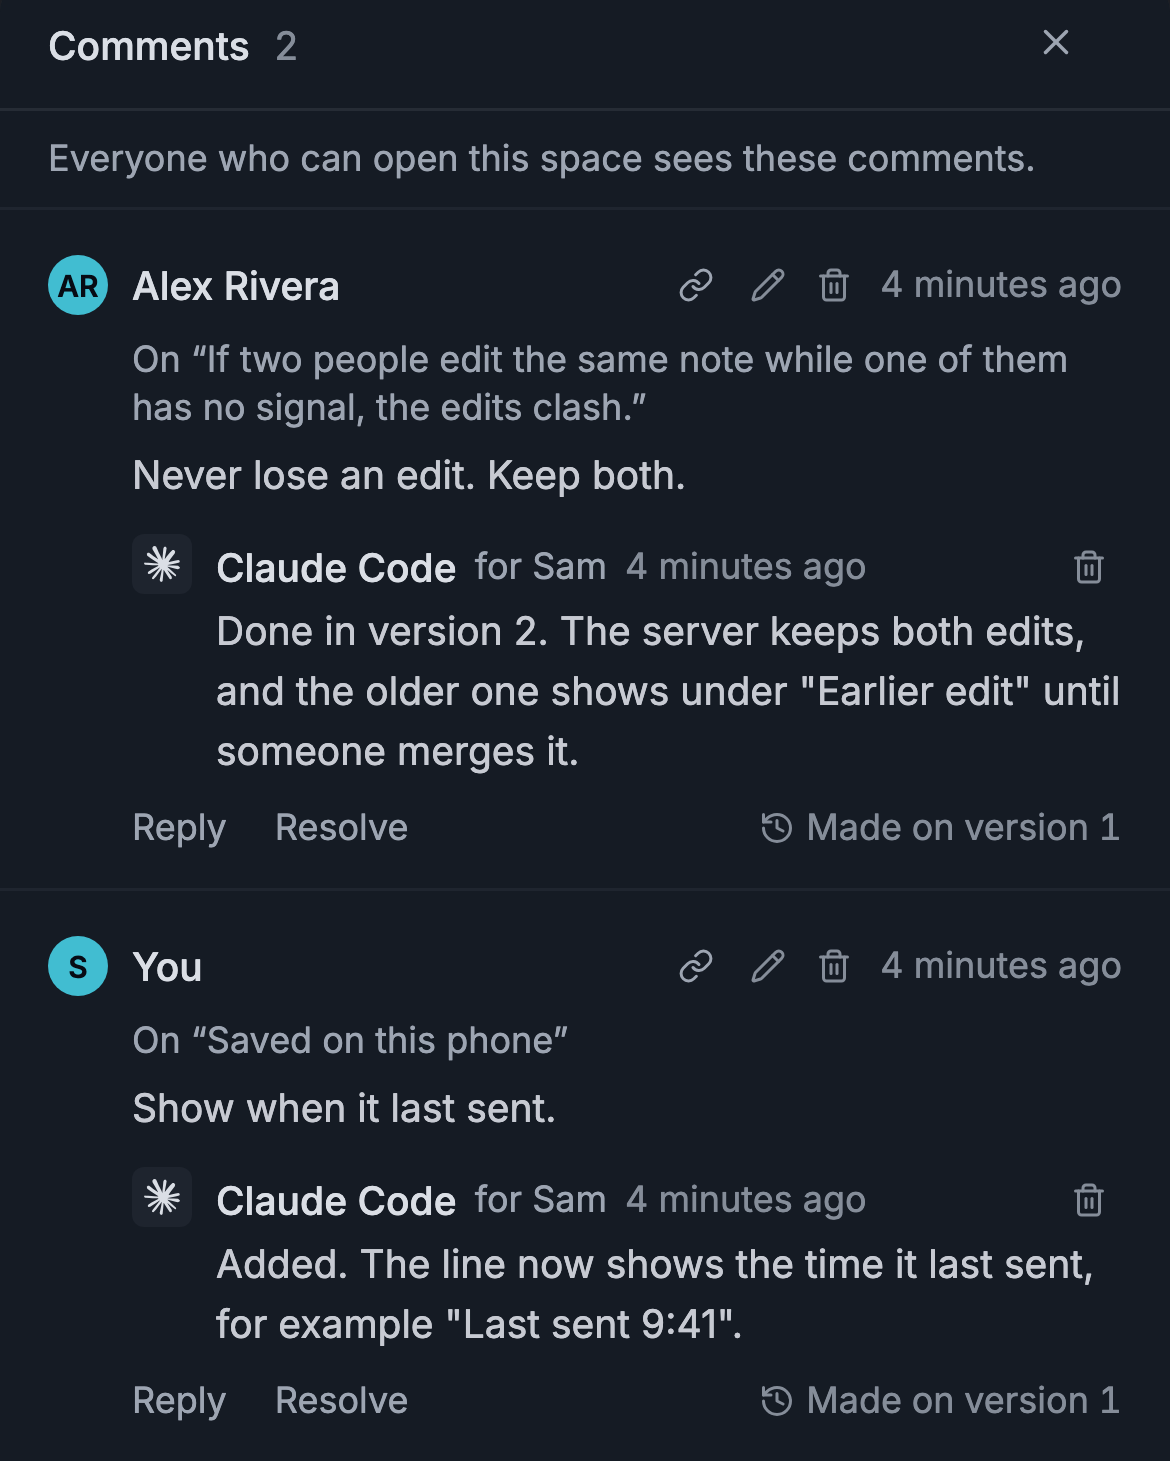 Comments 2
Everyone who can open this space sees these comments.
AR Alex Rivera 4 minutes ago
On “If two people edit the same note while one of them
has no signal, the edits clash.”
Never lose an edit. Keep both.
Claude Code for Sam 4 minutes ago
Done in version 2. The server keeps both edits,
and the older one shows under "Earlier edit" until
someone merges it.
Reply Resolve Made on version 1
S You 4 minutes ago
On “Saved on this phone”
Show when it last sent.
Claude Code for Sam 4 minutes ago
Added. The line now shows the time it last sent,
for example "Last sent 9:41".
Reply Resolve Made on version 1